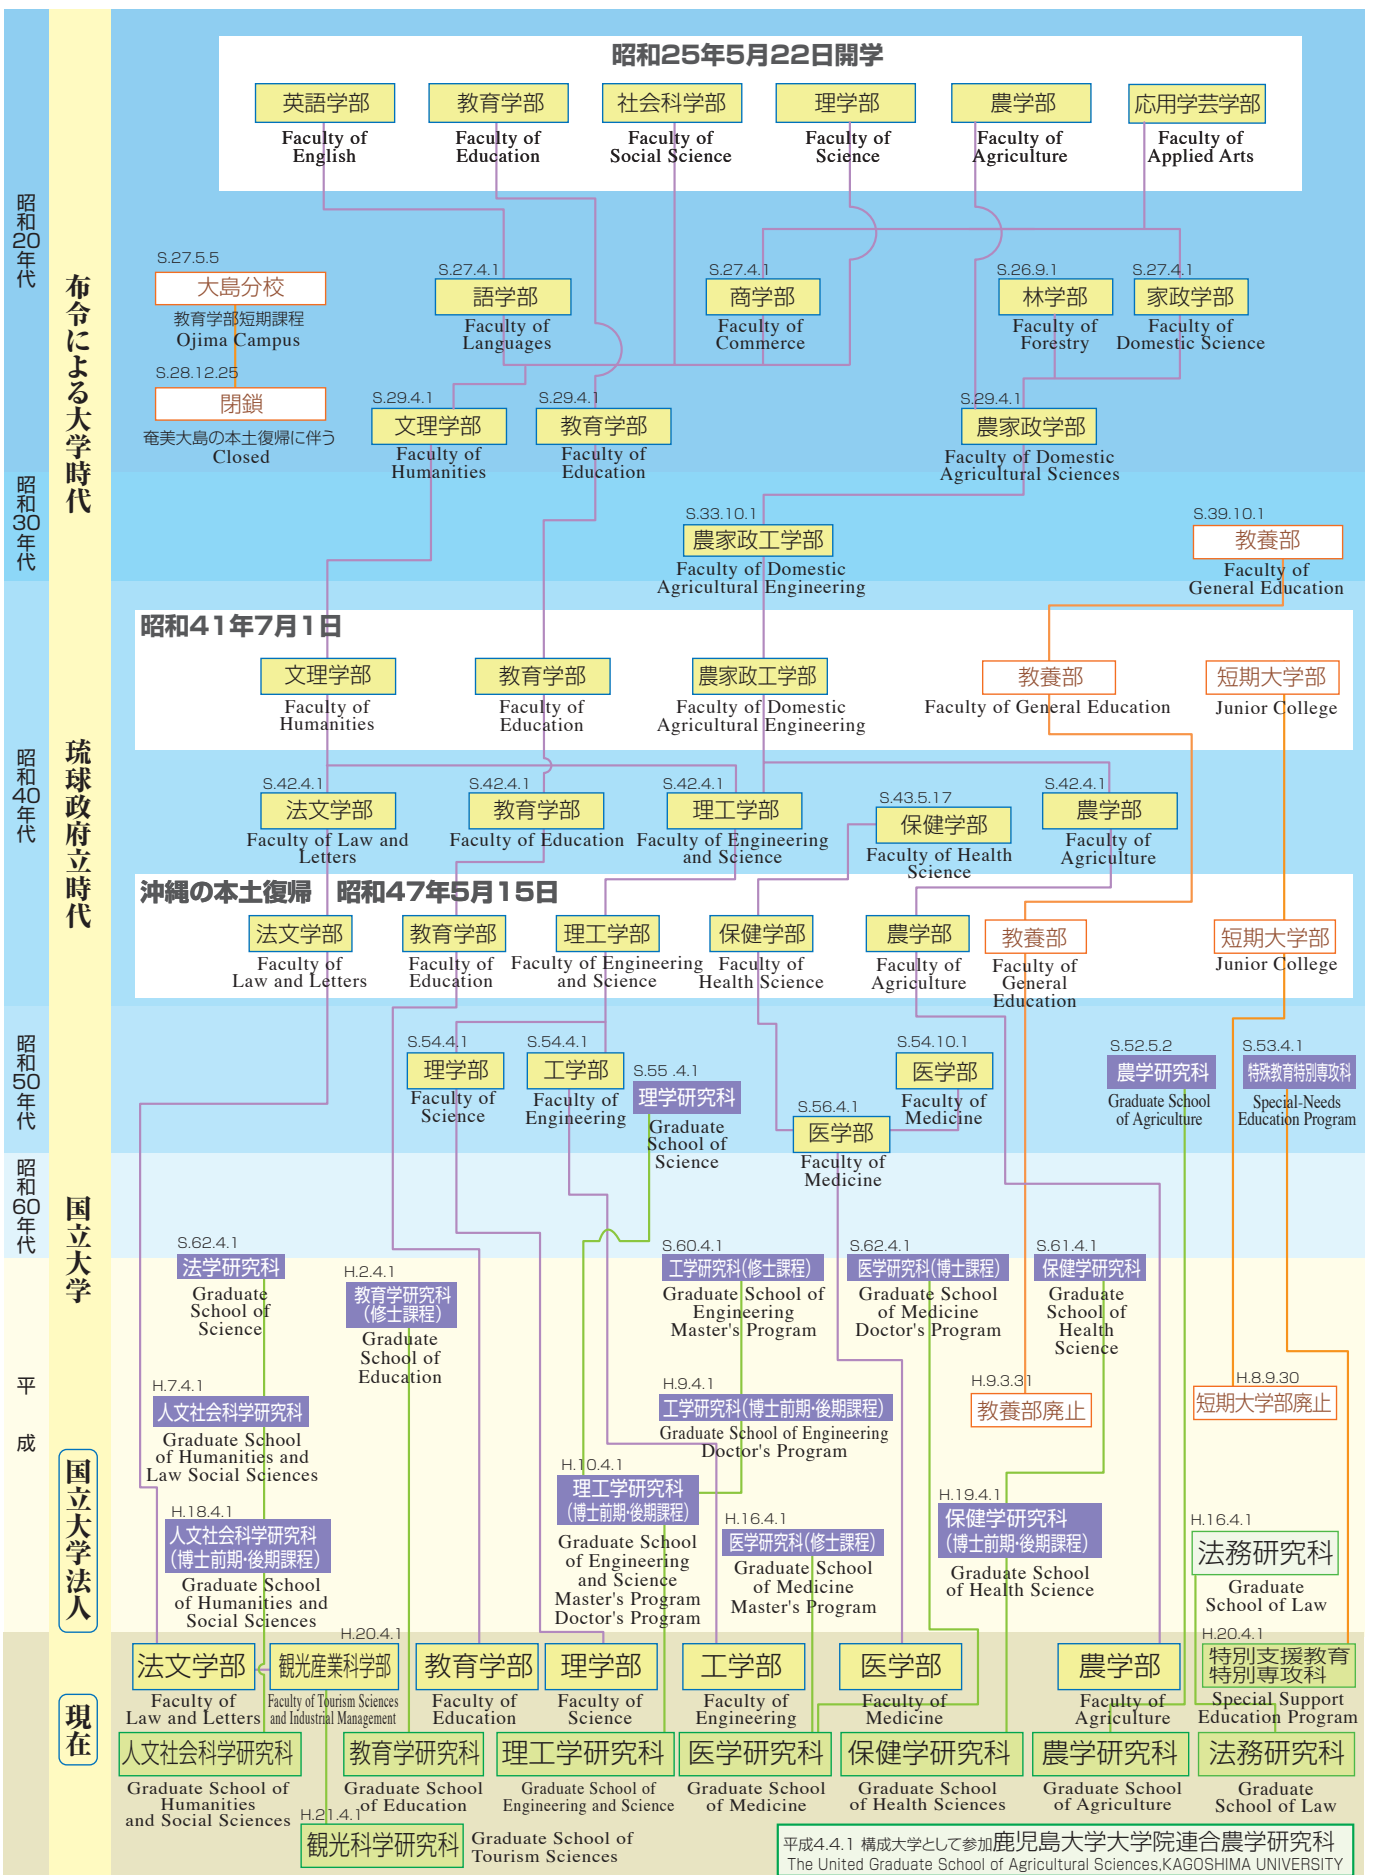 昭和20年代
昭和30年代
昭和40年代
昭和50年代
昭和60年代
平成
布令による大学時代
琉球政府立時代
国立大学
国立大学法人
現在
昭和25年5月22日開学
英語学部
Faculty of
English
教育学部
Faculty of
Education
社会科学部
Faculty of
Social Science
理学部
Faculty of
Science
農学部
Faculty of
Agriculture
応用学芸学部
Faculty of
Applied Arts
S.27.5.5
大島分校
教育学部短期課程
Ojima Campus
S.28.12.25
閉鎖
奄美大島の本土復帰に伴う
Closed
S.27.4.1
語学部
Faculty of
Languages
S.27.4.1
商学部
Faculty of
Commerce
S.26.9.1
林学部
Faculty of
Forestry
S.27.4.1
家政学部
Faculty of
Domestic Science
S.29.4.1
文理学部
Faculty of
Humanities
S.29.4.1
教育学部
Faculty of
Education
S.29.4.1
農家政学部
Faculty of Domestic
Agricultural Sciences
S.33.10.1
農家政工学部
Faculty of Domestic
Agricultural Engineering
S.39.10.1
教養部
Faculty of
General Education
昭和41年7月1日
文理学部
Faculty of
Humanities
教育学部
Faculty of
Education
農家政工学部
Faculty of Domestic
Agricultural Engineering
教養部
Faculty of General Education
短期大学部
Junior College
S.42.4.1
法文学部
Faculty of Law and
Letters
S.42.4.1
教育学部
Faculty of Education
S.42.4.1
理工学部
Faculty of Engineering
and Science
S.43.5.17
保健学部
Faculty of Health
Science
S.42.4.1
農学部
Faculty of
Agriculture
沖縄の本土復帰　昭和47年5月15日
法文学部
Faculty of
Law and Letters
教育学部
Faculty of
Education
理工学部
Faculty of Engineering
and Science
保健学部
Faculty of
Health Science
農学部
Faculty of
Agriculture
教養部
Faculty of
General
Education
短期大学部
Junior College
S.54.4.1
理学部
Faculty of
Science
S.54.4.1
工学部
Faculty of
Engineering
S.55 .4.1
理学研究科
Graduate
School of
Science
S.56.4.1
医学部
Faculty of
Medicine
S.54.10.1
医学部
Faculty of
Medicine
S.52.5.2
農学研究科
Graduate School
of Agriculture
S.53.4.1
特殊教育特別専攻科
Special-Needs
Education Program
S.62.4.1
法学研究科
Graduate
School of
Science
H.2.4.1
教育学研究科
（修士課程）
Graduate
School of
Education
S.60.4.1
工学研究科(修士課程)
Graduate School of
Engineering
Master's Program
S.62.4.1
医学研究科(博士課程)
Graduate School
of Medicine
Doctor's Program
S.61.4.1
保健学研究科
Graduate
School of
Health
Science
H.7.4.1
人文社会科学研究科
Graduate School
of Humanities and
Law Social Sciences
H.9.4.1
工学研究科(博士前期・後期課程)
Graduate School of Engineering
Doctor's Program
H.9.3.31
教養部廃止
H.8.9.30
短期大学部廃止
H.10.4.1
理工学研究科
(博士前期・後期課程)
Graduate School
of Engineering
and Science
Master's Program
Doctor's Program
H.18.4.1
人文社会科学研究科
(博士前期・後期課程)
Graduate School
of Humanities and
Social Sciences
H.16.4.1
医学研究科(修士課程)
Graduate School
of Medicine
Master's Program
H.19.4.1
保健学研究科
(博士前期・後期課程)
Graduate School
of Health Science
H.16.4.1
法務研究科
Graduate
School of Law
法文学部
Faculty of
Law and Letters
H.20.4.1
観光産業科学部
Faculty of Tourism Sciences
and Industrial Management
教育学部
Faculty of
Education
理学部
Faculty of
Science
工学部
Faculty of
Engineering
医学部
Faculty of
Medicine
農学部
Faculty of
Agriculture
H.20.4.1
特別支援教育
特別専攻科
Special Support
Education Program
人文社会科学研究科
Graduate School of
Humanities
and Social Sciences
教育学研究科
Graduate School
of Education
理工学研究科
Graduate School of
Engineering and Science
医学研究科
Graduate School
of Medicine
保健学研究科
Graduate School
of Health Sciences
農学研究科
Graduate School
of Agriculture
法務研究科
Graduate
School of Law
H.21.4.1
観光科学研究科
Graduate School of
Tourism Sciences
平成4.4.1 構成大学として参加鹿児島大学大学院連合農学研究科
The United Graduate School of Agricultural Sciences,KAGOSHIMA UNIVERSITY